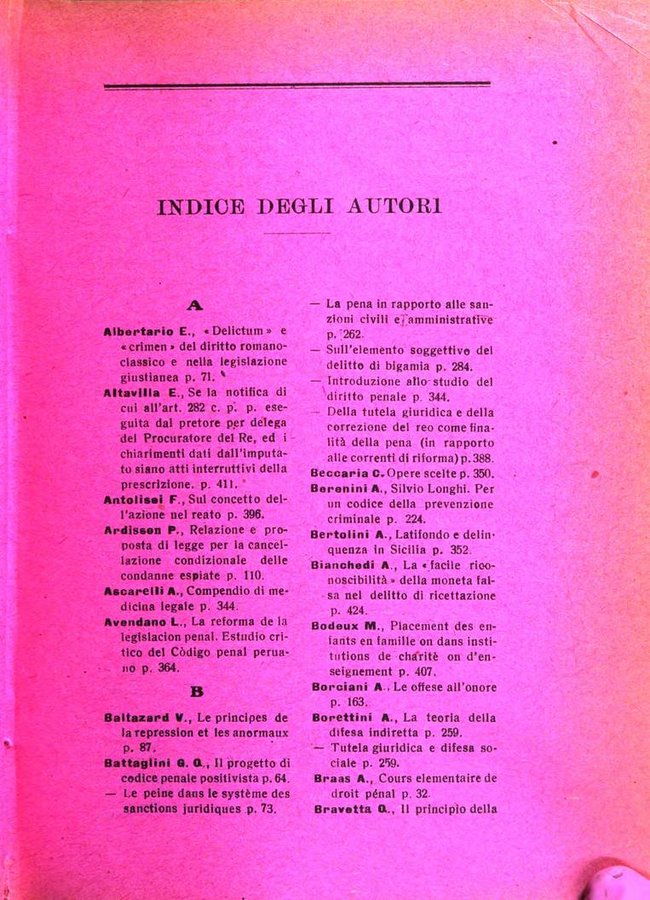 INDICE DEGLI AUTORI
A
Albertario E., «Delictum» e
«crimen» del diritto romano-
classico e nella legislazione
giustianea p. 71.
Altavilla E., Se la notifica di
cui all'art. 282 c. p. p. ese-
guita dal pretore per delega
del Procuratore del Re, ed i
chiarimenti dati dall'imputa-
to siano atti interruttivi della
prescrizione. p. 411.
Antolisei F., Sul concetto del-
l'azione nel reato p. 396.
Ardisson P., Relazione e pro-
posta di legge per la cancel-
lazione condizionale delle
condanne espiate p. 110.
Ascarelli A., Compendio di me-
dicina legale p. 344.
Avendano L., La reforma de la
legislacion penal. Estudio cri-
tico del Còdigo penal perua-
no p. 364.
B
Baltazard V., Le principes de
la repression et les anormaux
p. 87.
Battaglini G. Q., Il progetto di
codice penale positivista p. 64.
— Le peine dans le système des
sanctions juridiques p. 73.
— La pena in rapporto alle san-
zioni civili e amministrative
p. 262.
— Sull'elemento soggettivo del
delitto di bigamia p. 284.
— Introduzione allo studio del
diritto penale p. 344.
— Della tutela giuridica e della
correzione del reo come fina-
lità della pena (in rapporto
alle correnti di riforma) p. 388.
Beccaria C. Opere scelte p. 350.
Berenini A., Silvio Longhi. Per
un codice della prevenzione
criminale p. 224.
Bertolini A., Latifondo e delin-
quenza in Sicilia p. 352.
Bianchedi A., La «facile rico-
noscibilità» della moneta fal-
sa nel delitto di ricettazione
p. 424.
Bodeux M., Placement des en-
fants en famille on dans insti-
tutions de charitè on d'en-
seignement p. 407.
Borciani A., Le offese all'onore
p. 163.
Borettini A., La teoria della
difesa indiretta p. 259.
— Tutela giuridica e difesa so-
ciale p. 259.
Braas A., Cours elementaire de
droit pénal p. 32.
Bravetta Q., Il principio della